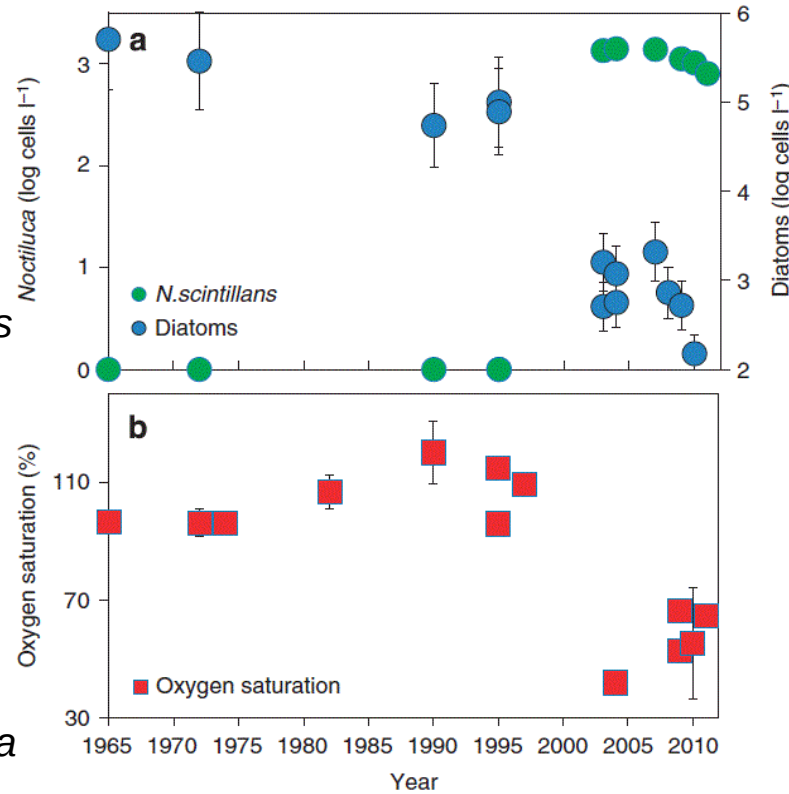 a
Noctiluca (log cells l⁻¹)
3
2
1
0
Diatoms (log cells l⁻¹)
6
5
4
3
2
N.scintillans
Diatoms
s
b
Oxygen saturation (%)
110
70
30
Oxygen saturation
a
1965 1970 1975 1980 1985 1990 1995 2000 2005 2010
Year